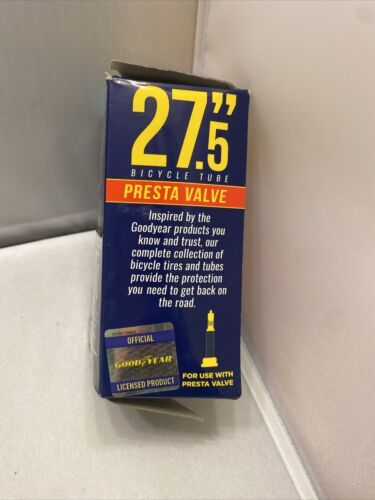 27.5"
BICYCLE TUBE
PRESTA VALVE
Inspired by the
Goodyear products you
know and trust, our
complete collection of
bicycle tires and tubes
provide the protection
you need to get back on
the road.
OFFICIAL
GOODYEAR
LICENSED PRODUCT
FOR USE WITH
PRESTA VALVE